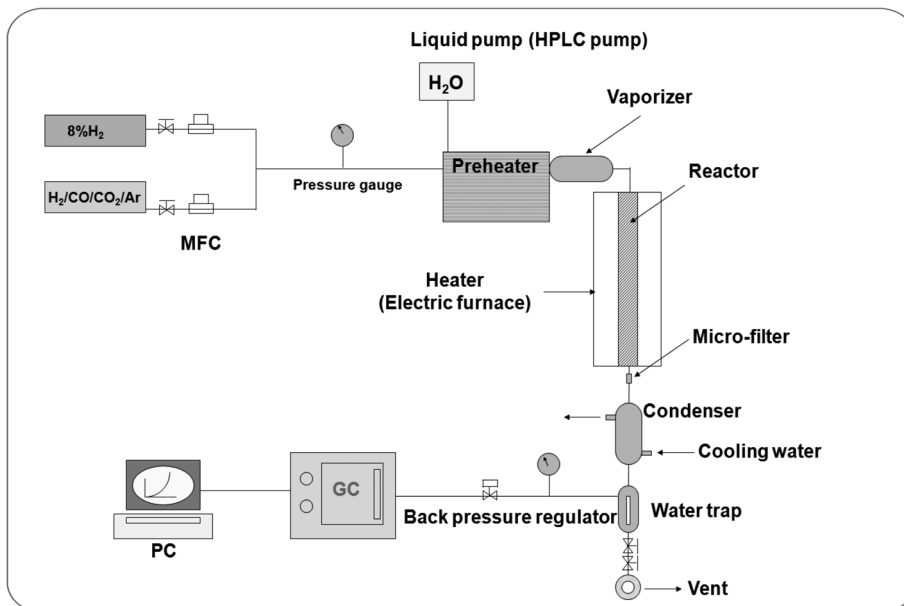 Liquid pump (HPLC pump)
H₂O
Vaporizer
8%H₂
Preheater
Reactor
Pressure gauge
H₂/CO/CO₂/Ar
MFC
Heater
(Electric furnace)
Micro-filter
Condenser
Cooling water
GC
Back pressure regulator
Water trap
PC
Vent